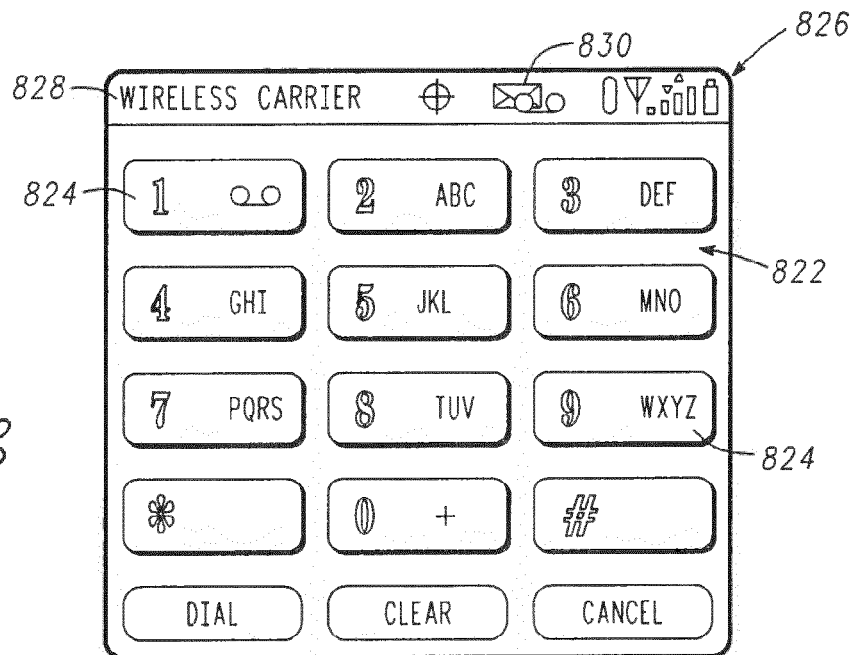 826
830
828 WIRELESS CARRIER
824 1 2 ABC 3 DEF
822
4 GHI 5 JKL 6 MNO
7 PQRS 8 TUV 9 WXYZ
824
* 0 + #
DIAL CLEAR CANCEL